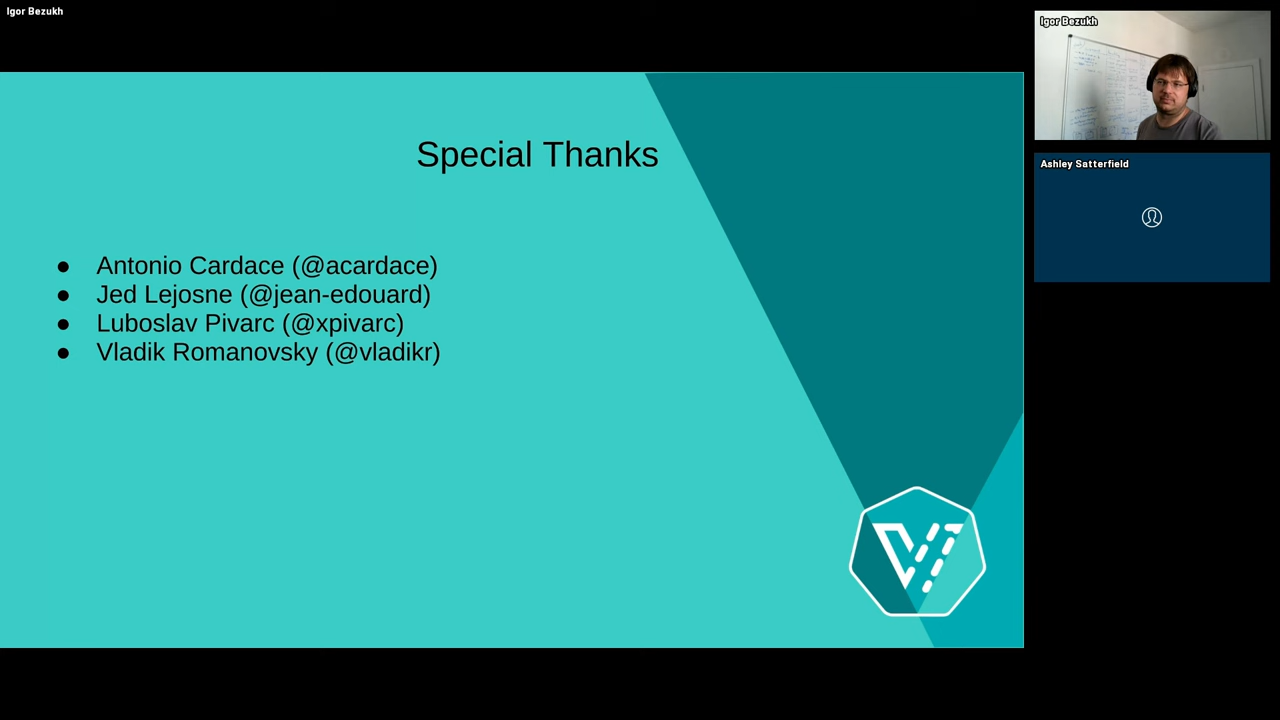 Igor Bezukh
Special Thanks
● Antonio Cardace (@acardace)
● Jed Lejosne (@jean-edouard)
● Luboslav Pivarc (@xpivarc)
● Vladik Romanovsky (@vladikr)
Igor Bezukh
Ashley Satterfield